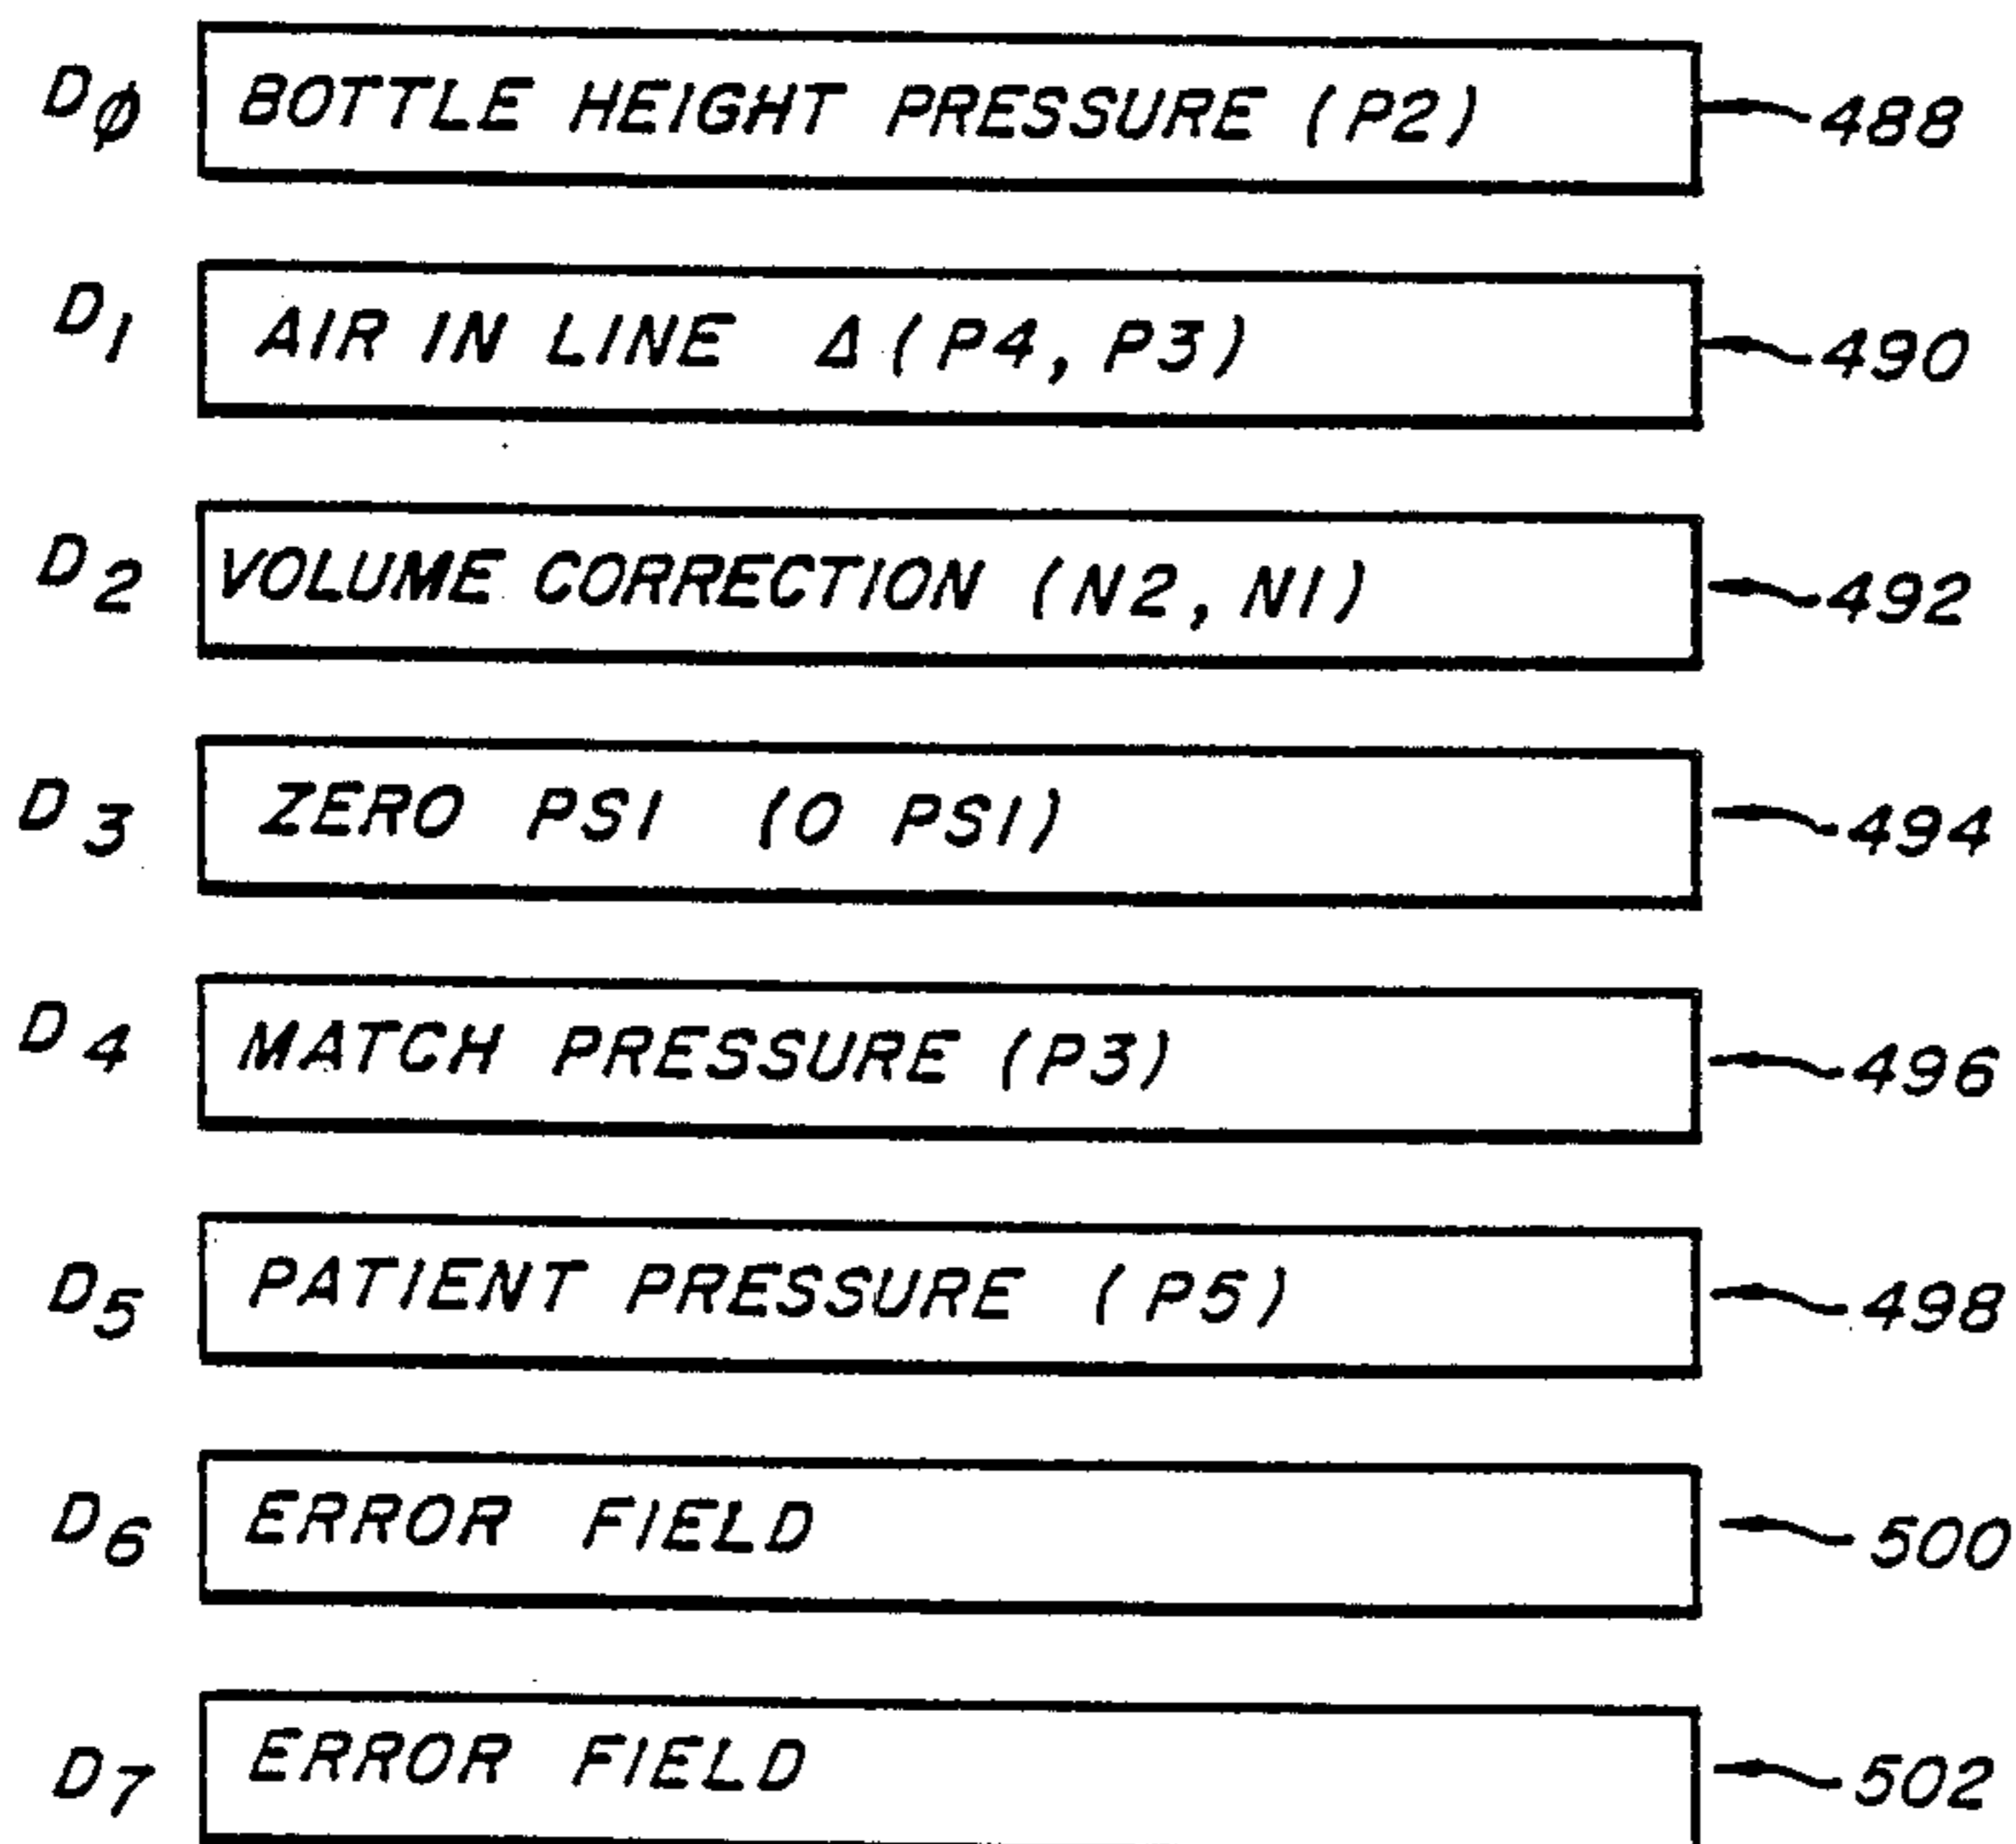 Dφ BOTTLE HEIGHT PRESSURE (P2) 488
D1 AIR IN LINE Δ(P4, P3) 490
D2 VOLUME CORRECTION (N2, N1) 492
D3 ZERO PSI (0 PSI) 494
D4 MATCH PRESSURE (P3) 496
D5 PATIENT PRESSURE (P5) 498
D6 ERROR FIELD 500
D7 ERROR FIELD 502